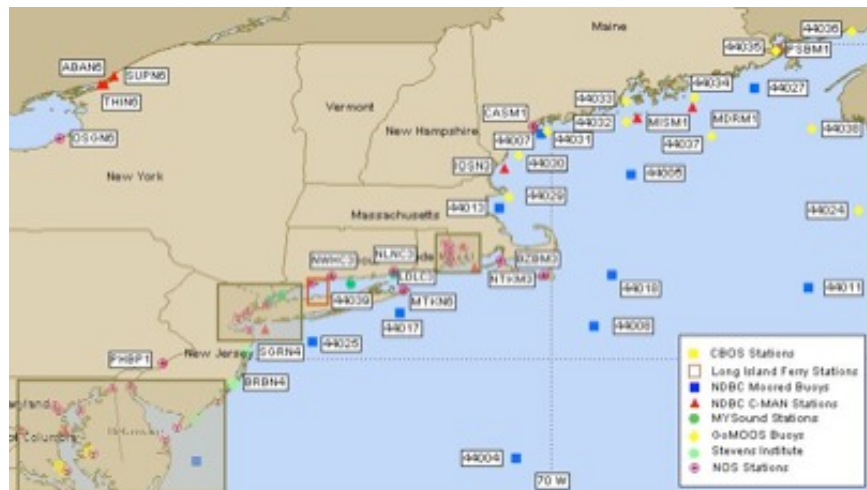 Maine
44036
44035
PSBM1
ABAN6
SUPN6
THIN6
44034
44027
44033
Vermont
CASM1
OSGN6
New Hampshire
44032
MISM1
MDRM1
44007
44031
44037
44038
IOSN3
44030
44005
New York
44029
44013
Massachusetts
44024
NLNC3
NWHC3
BZBM3
LDLC3
NTKM3
44018
44011
MTKN6
44039
44017
44008
44025
SGRN4
New Jersey
PHBP1
BRBN4
CBOS Stations
Long Island Ferry Stations
NDBC Moored Buoys
NDBC C-MAN Stations
MYSound Stations
GoMOOS Buoys
Stevens Institute
NOS Stations
of Columbia
Delaware
44004
70 W